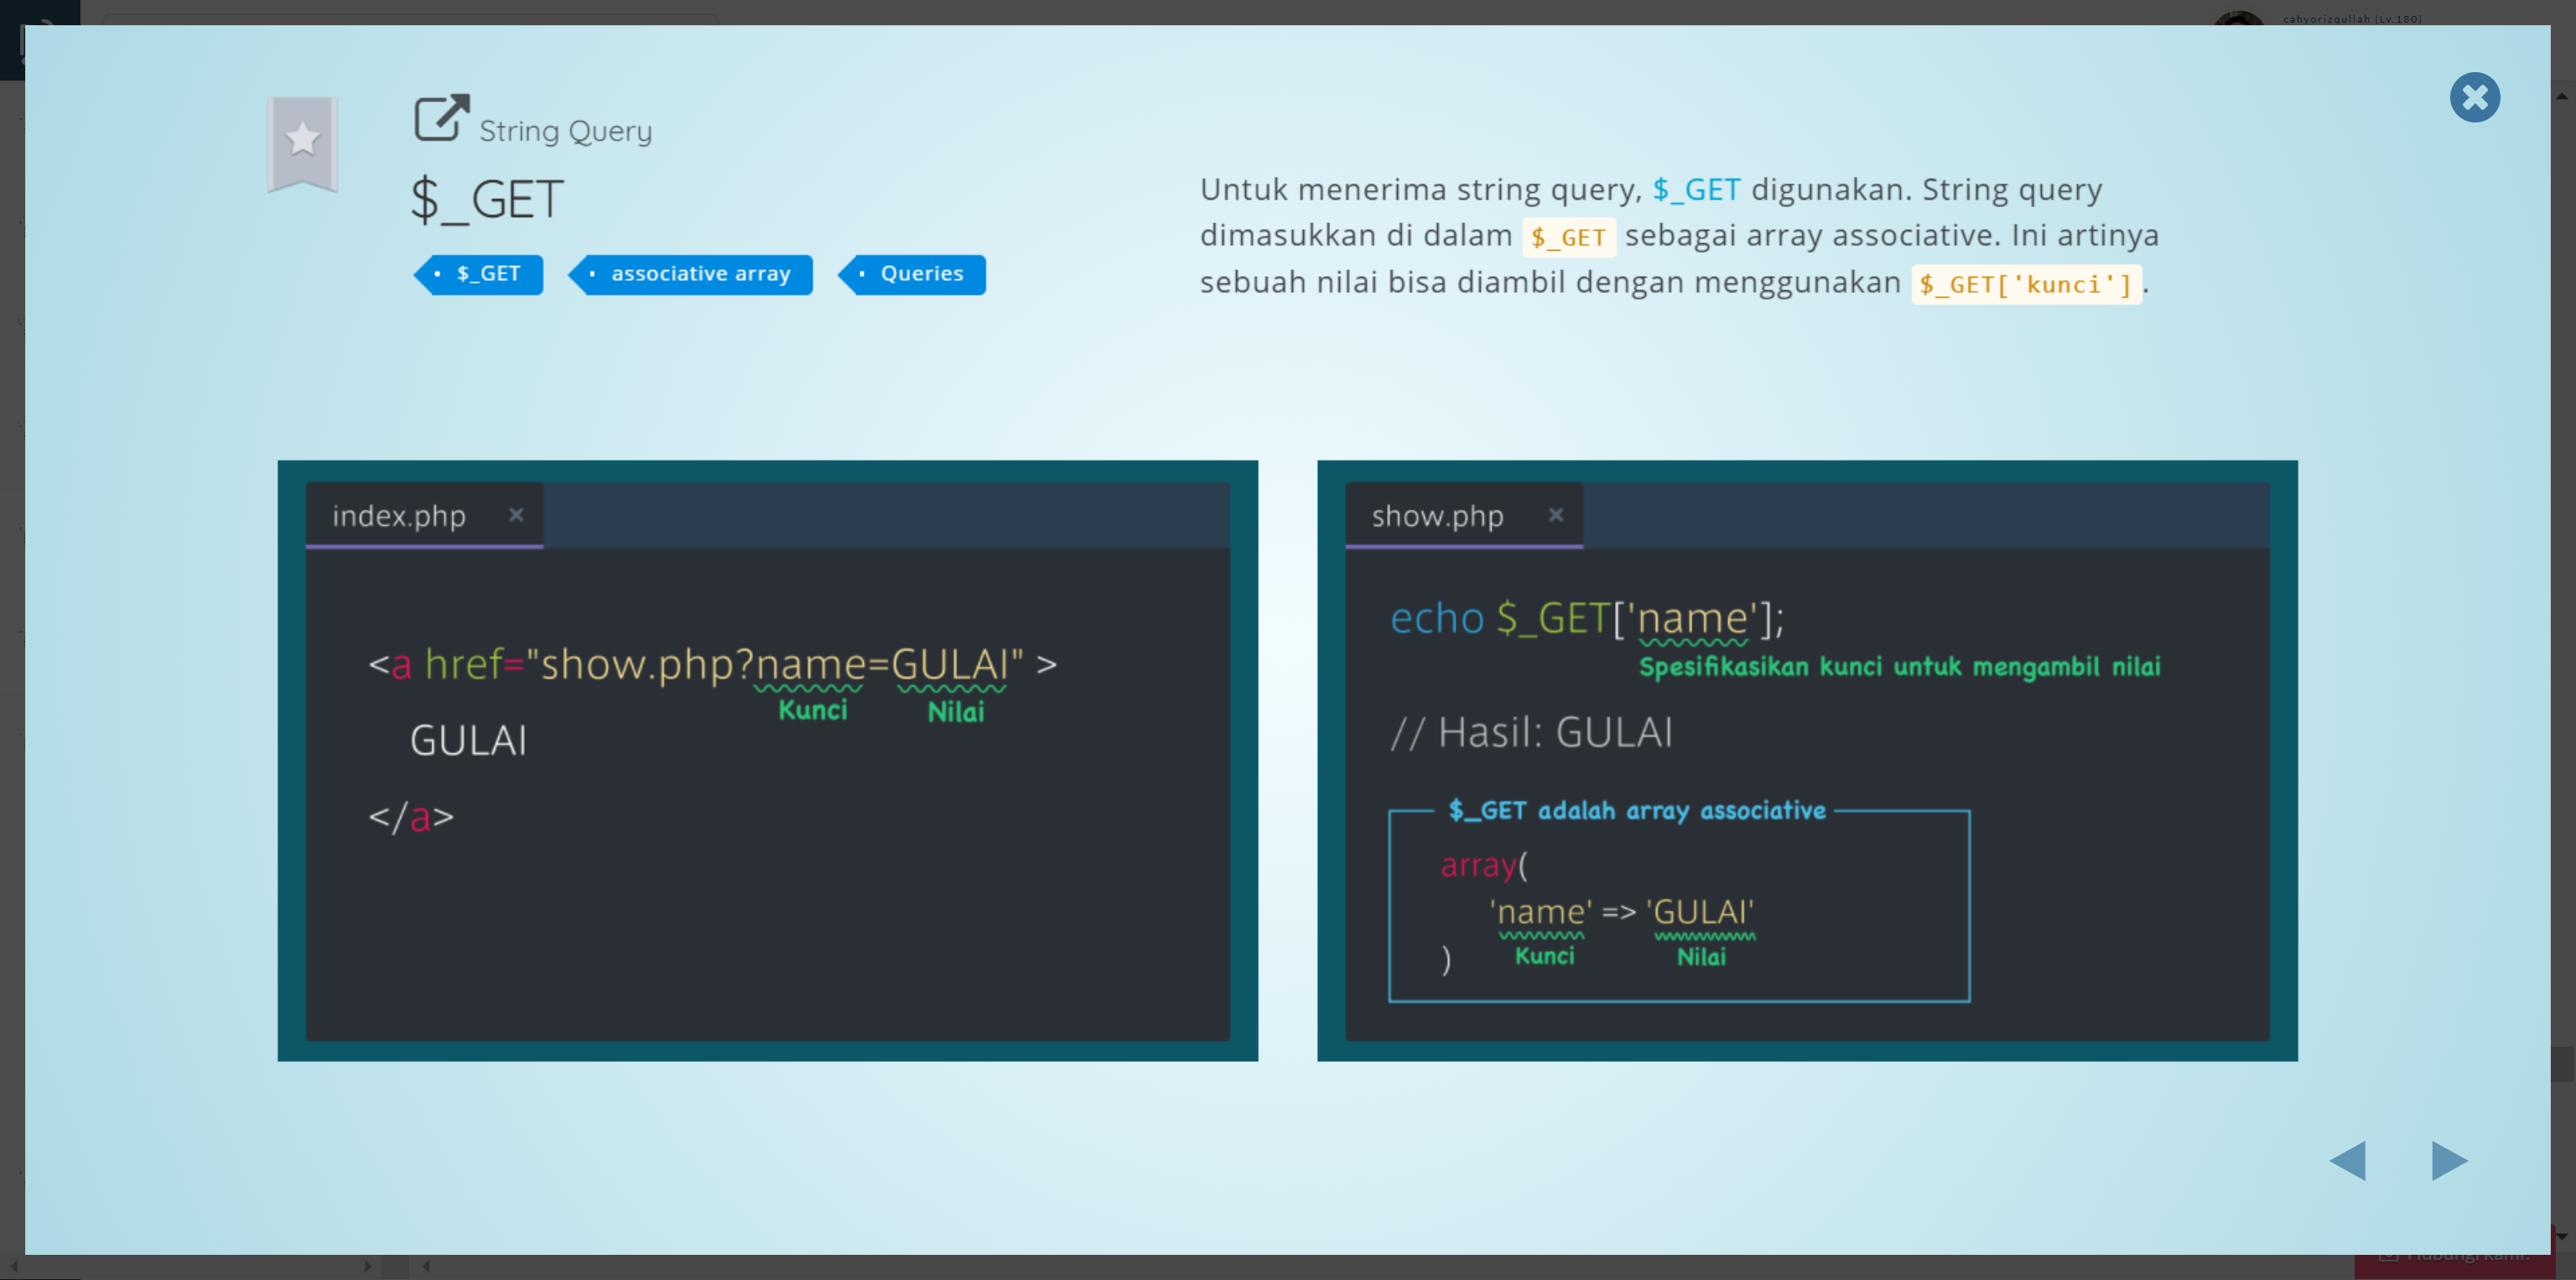 cahyorizqullah (Lv.180)
String Query
$_GET
$_GET
associative array
Queries
Untuk menerima string query, $_GET digunakan. String query
dimasukkan di dalam $_GET sebagai array associative. Ini artinya
sebuah nilai bisa diambil dengan menggunakan $_GET['kunci'].
index.php
<a href="show.php?name=GULAI" >
Kunci Nilai
GULAI
</a>
show.php
echo $_GET['name'];
Spesifikasikan kunci untuk mengambil nilai
// Hasil: GULAI
$_GET adalah array associative
array(
'name' => 'GULAI'
Kunci Nilai
)
Hubungi kami